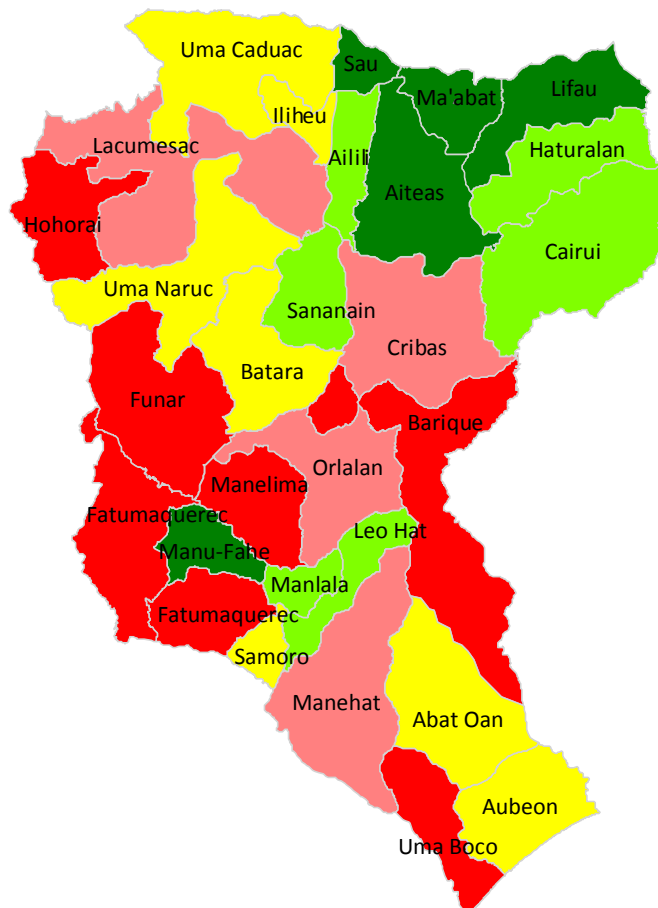 Uma Caduac
Sau
Ma'abat
Lifau
Iliheu
Lacumesac
Ailili
Haturalan
Aiteas
Hohorai
Cairui
Uma Naruc
Sananain
Cribas
Batara
Funar
Barique
Orlalan
Manelima
Fatumaquerec
Leo Hat
Manu-Fahe
Manlala
Fatumaquerec
Samoro
Manehat
Abat Oan
Aubeon
Uma Boco